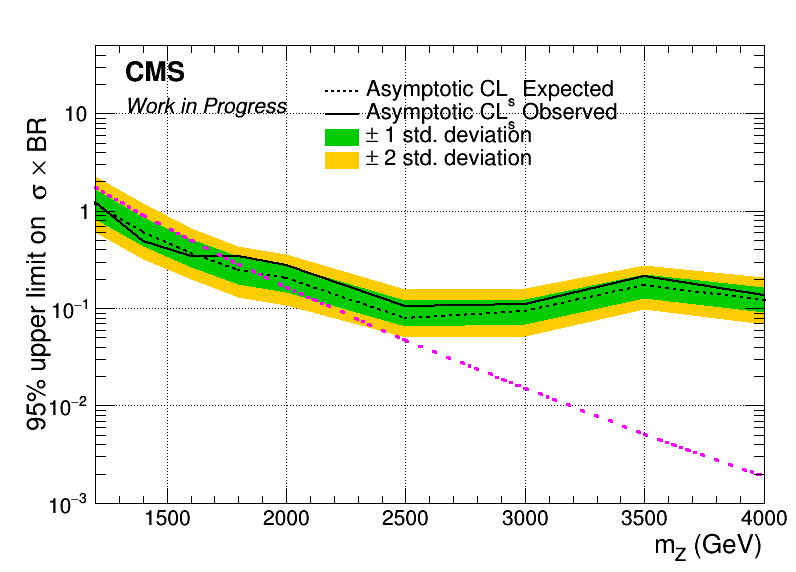 CMS
Work in Progress
Asymptotic CLs Expected
Asymptotic CLs Observed
± 1 std. deviation
± 2 std. deviation
95% upper limit on σ × BR
10
1
10−1
10−2
10−3
1500 2000 2500 3000 3500 4000
mZ (GeV)